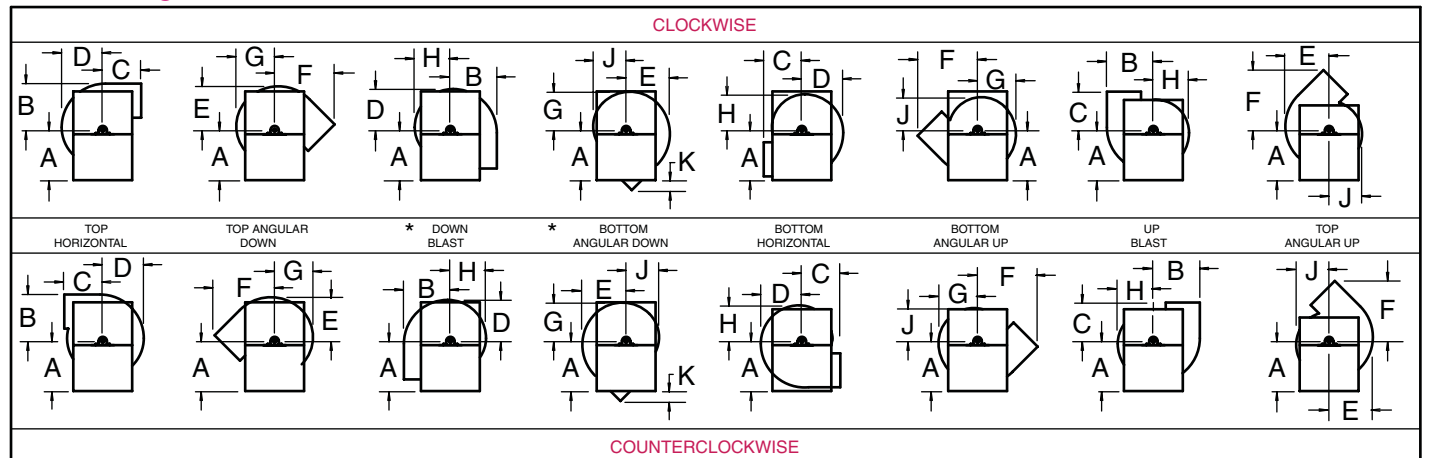 CLOCKWISE
D C G F H B J E C D F G B H E
B E D G H J C F
A A A A A A A A
K
J
TOP
HORIZONTAL
TOP ANGULAR
DOWN
* DOWN
BLAST
* BOTTOM
ANGULAR DOWN
BOTTOM
HORIZONTAL
BOTTOM
ANGULAR UP
UP
BLAST
TOP
ANGULAR UP
C D F G B H E J D C G F H B J
B E D G H J C F
A A A A A A A A
K
E
COUNTERCLOCKWISE